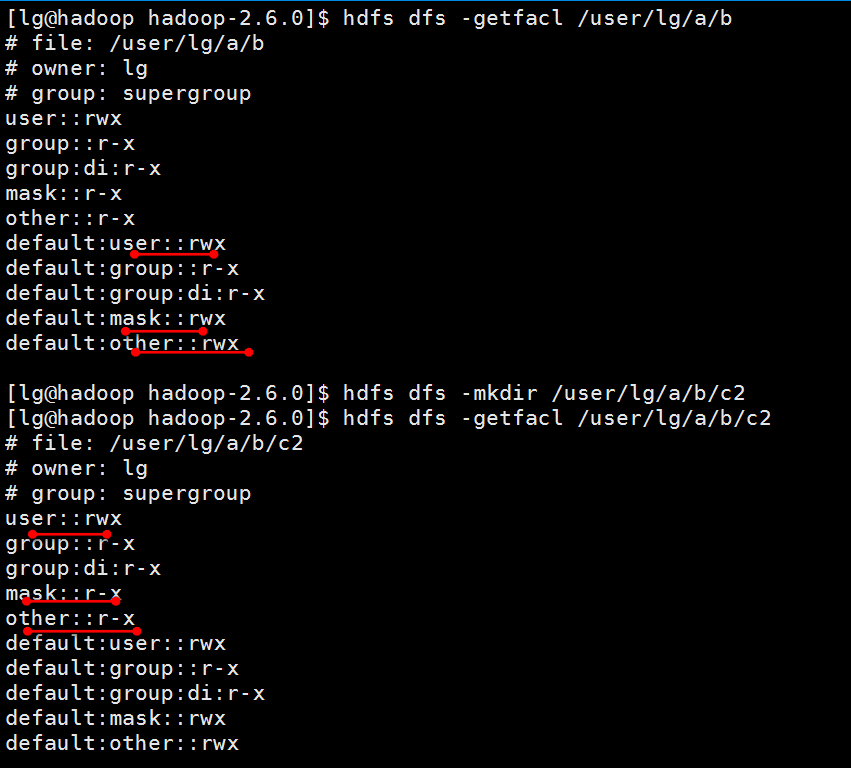 [lg@hadoop hadoop-2.6.0]$ hdfs dfs -getfacl /user/lg/a/b
# file: /user/lg/a/b
# owner: lg
# group: supergroup
user::rwx
group::r-x
group:di:r-x
mask::r-x
other::r-x
default:user::rwx
default:group::r-x
default:group:di:r-x
default:mask::rwx
default:other::rwx
[lg@hadoop hadoop-2.6.0]$ hdfs dfs -mkdir /user/lg/a/b/c2
[lg@hadoop hadoop-2.6.0]$ hdfs dfs -getfacl /user/lg/a/b/c2
# file: /user/lg/a/b/c2
# owner: lg
# group: supergroup
user::rwx
group::r-x
group:di:r-x
mask::r-x
other::r-x
default:user::rwx
default:group::r-x
default:group:di:r-x
default:mask::rwx
default:other::rwx